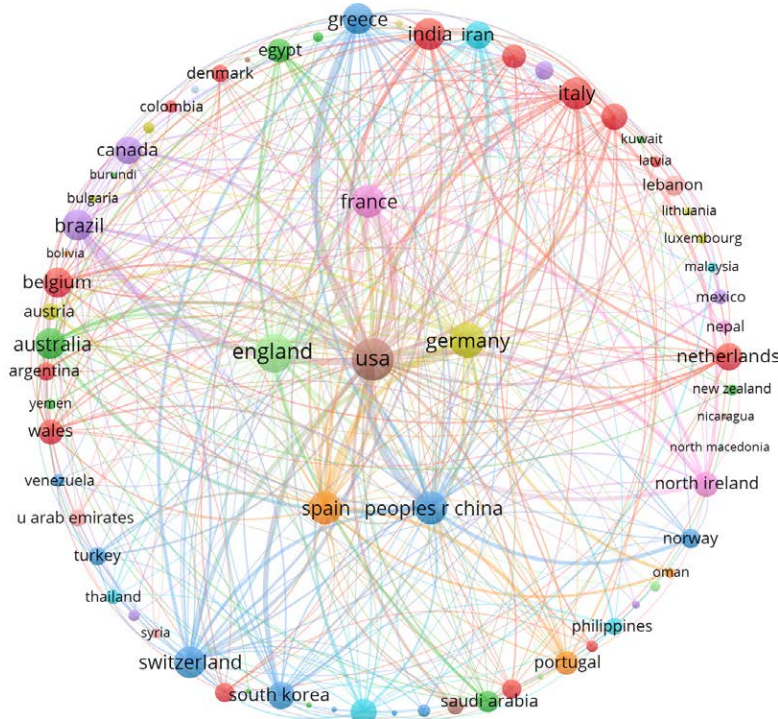 greece
india
iran
egypt
denmark
italy
colombia
kuwait
canada
latvia
burundi
lebanon
france
bulgaria
lithuania
brazil
luxembourg
bolivia
malaysia
belgium
mexico
austria
nepal
australia
england
usa
germany
netherlands
argentina
new zealand
yemen
nicaragua
wales
north macedonia
venezuela
north ireland
spain
peoples r china
u arab emirates
norway
turkey
oman
thailand
philippines
syria
switzerland
portugal
south korea
saudi arabia